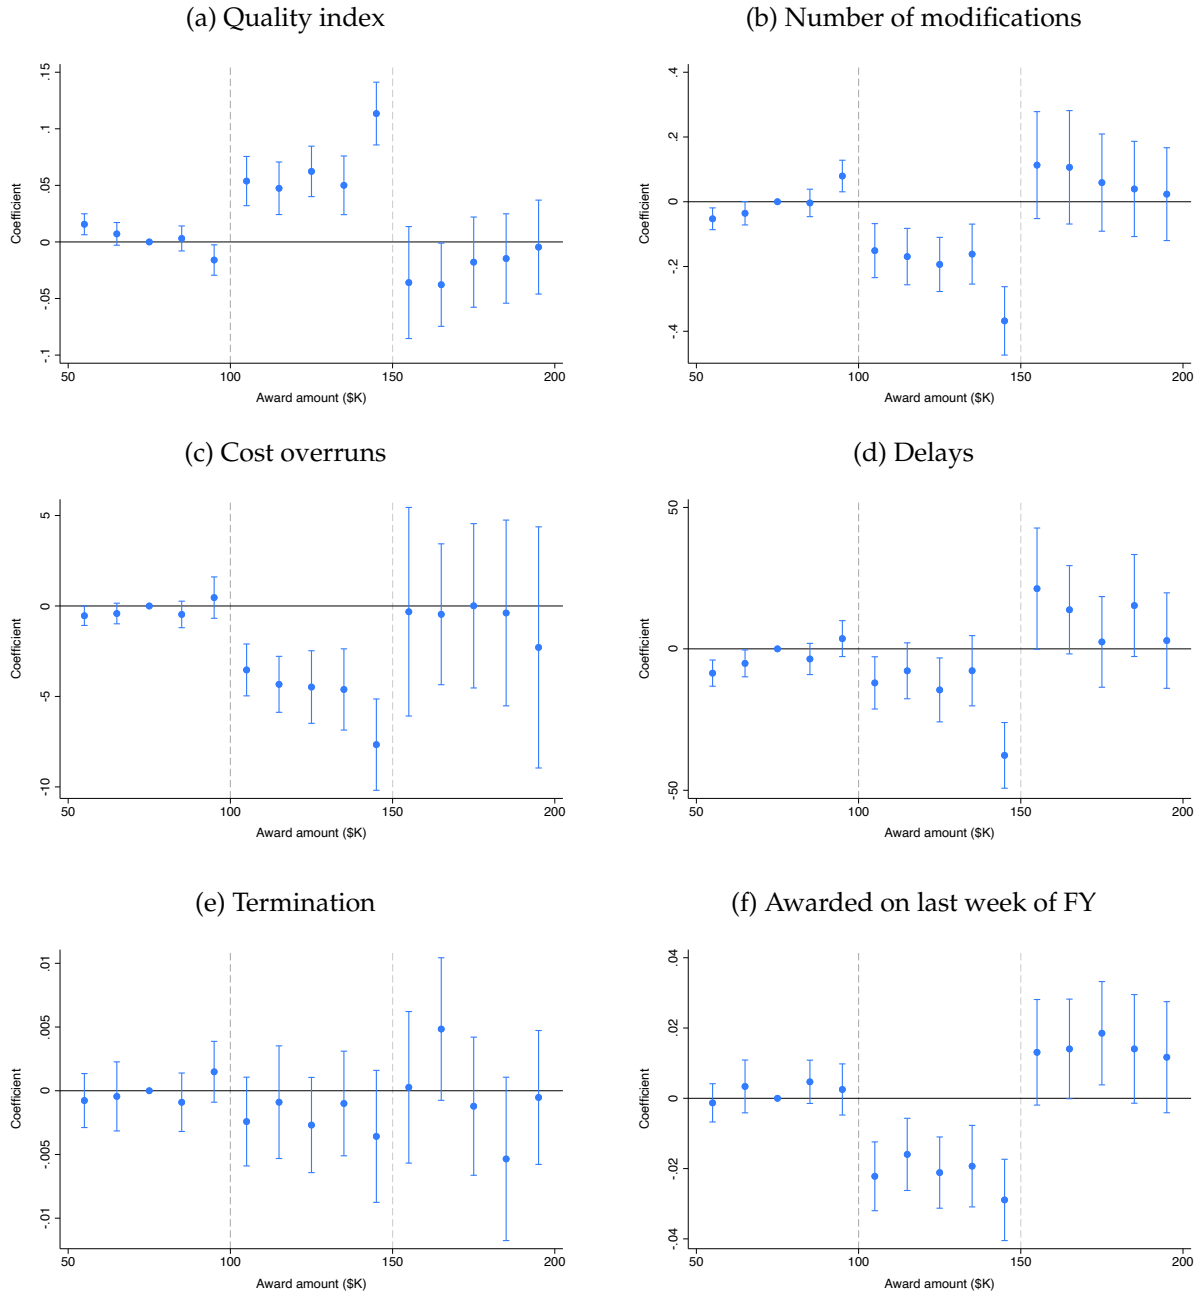 (a) Quality index
.15
.1
.05
0
-.05
-.1
Coefficient
50
100
150
200
Award amount ($K)
(b) Number of modifications
.4
.2
0
-.2
-.4
Coefficient
50
100
150
200
Award amount ($K)
(c) Cost overruns
5
0
-5
-10
Coefficient
50
100
150
200
Award amount ($K)
(d) Delays
50
0
-50
Coefficient
50
100
150
200
Award amount ($K)
(e) Termination
.01
.005
0
-.005
-.01
Coefficient
50
100
150
200
Award amount ($K)
(f) Awarded on last week of FY
.04
.02
0
-.02
-.04
Coefficient
50
100
150
200
Award amount ($K)